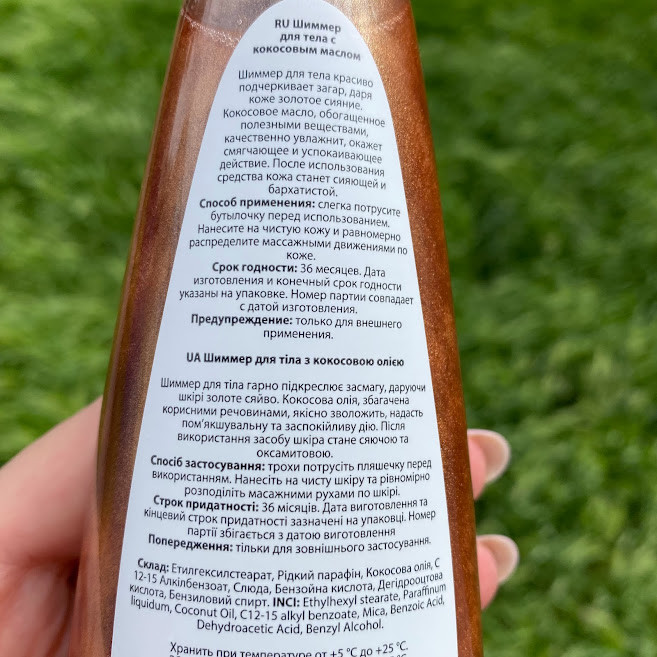 RU Шиммер
для тела с
кокосовым маслом
Шиммер для тела красиво
подчеркивает загар, даря
коже золотое сияние.
Кокосовое масло, обогащенное
полезными веществами,
качественно увлажнит, окажет
смягчающее и успокаивающее
действие. После использования
средства кожа станет сияющей и
бархатистой.
Способ применения: слегка потрусите
бутылочку перед использованием.
Нанесите на чистую кожу и равномерно
распределите массажными движениями по
коже.
Срок годности: 36 месяцев. Дата
изготовления и конечный срок годности
указаны на упаковке. Номер партии совпадает
с датой изготовления.
Предупреждение: только для внешнего
применения.
UA Шиммер для тіла з кокосовою олією
Шиммер для тіла гарно підкреслює засмагу, даруючи
шкірі золоте сяйво. Кокосова олія, збагачена
корисними речовинами, якісно зволожить, надасть
пом'якшувальну та заспокійливу дію. Після
використання засобу шкіра стане сяючою та
оксамитовою.
Спосіб застосування: трохи потрусіть пляшечку перед
використанням. Нанесіть на чисту шкіру та рівномірно
розподіліть масажними рухами по шкірі.
Строк придатності: 36 місяців. Дата виготовлення та
кінцевий строк придатності зазначені на упаковці. Номер
партії збігається з датою виготовлення
Попередження: тільки для зовнішнього застосування.
Склад: Етилгексилстеарат, Рідкий парафін, Кокосова олія, С
12-15 Алкілбензоат, Слюда, Бензойна кислота, Дегідрооцтова
кислота, Бензиловий спирт. INCI: Ethylhexyl stearate, Paraffinum
liquidum, Coconut Oil, C12-15 alkyl benzoate, Mica, Benzoic Acid,
Dehydroacetic Acid, Benzyl Alcohol.
Хранить при температуре от +5 °C до +25 °C.